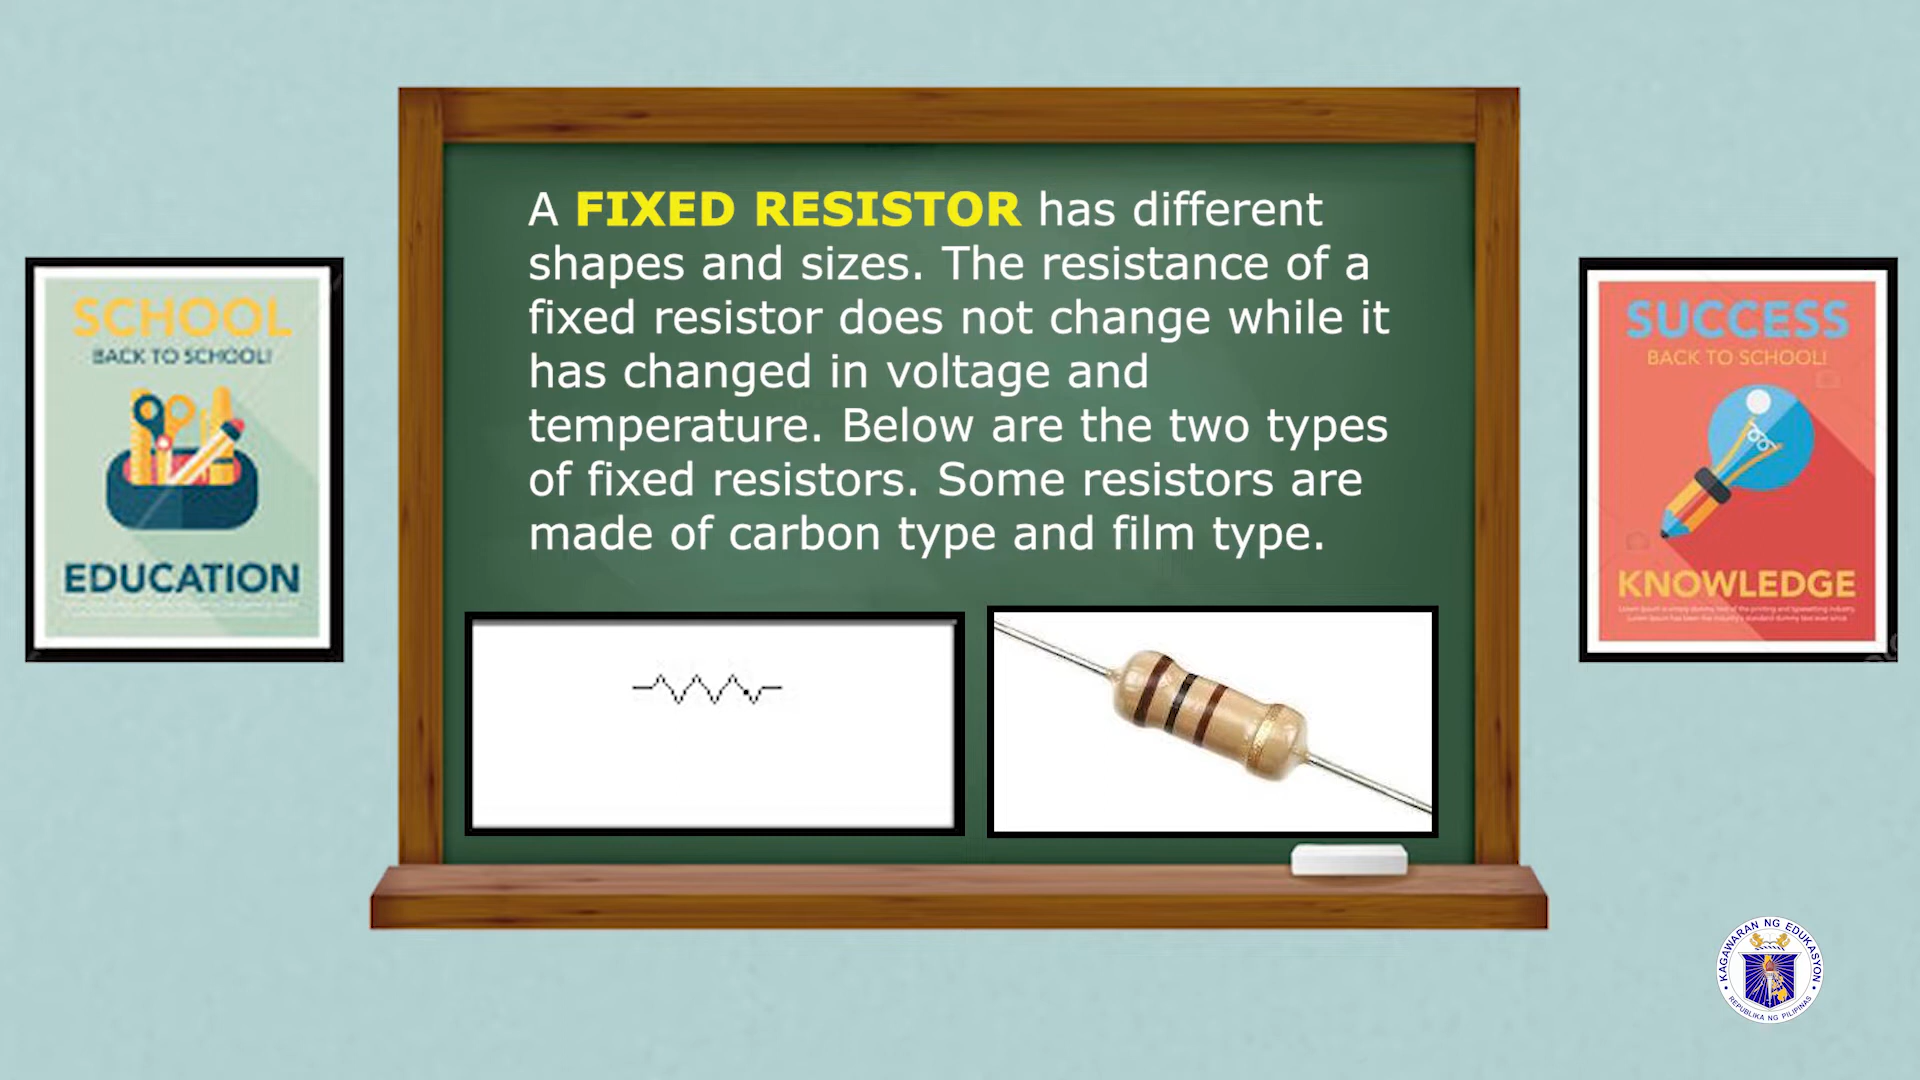 A FIXED RESISTOR has different
shapes and sizes. The resistance of a
fixed resistor does not change while it
has changed in voltage and
temperature. Below are the two types
of fixed resistors. Some resistors are
made of carbon type and film type.
SCHOOL
BACK TO SCHOOL!
EDUCATION
SUCCESS
BACK TO SCHOOL!
KNOWLEDGE
KAGAWARAN NG EDUKASYON
REPUBLIKA NG PILIPINAS